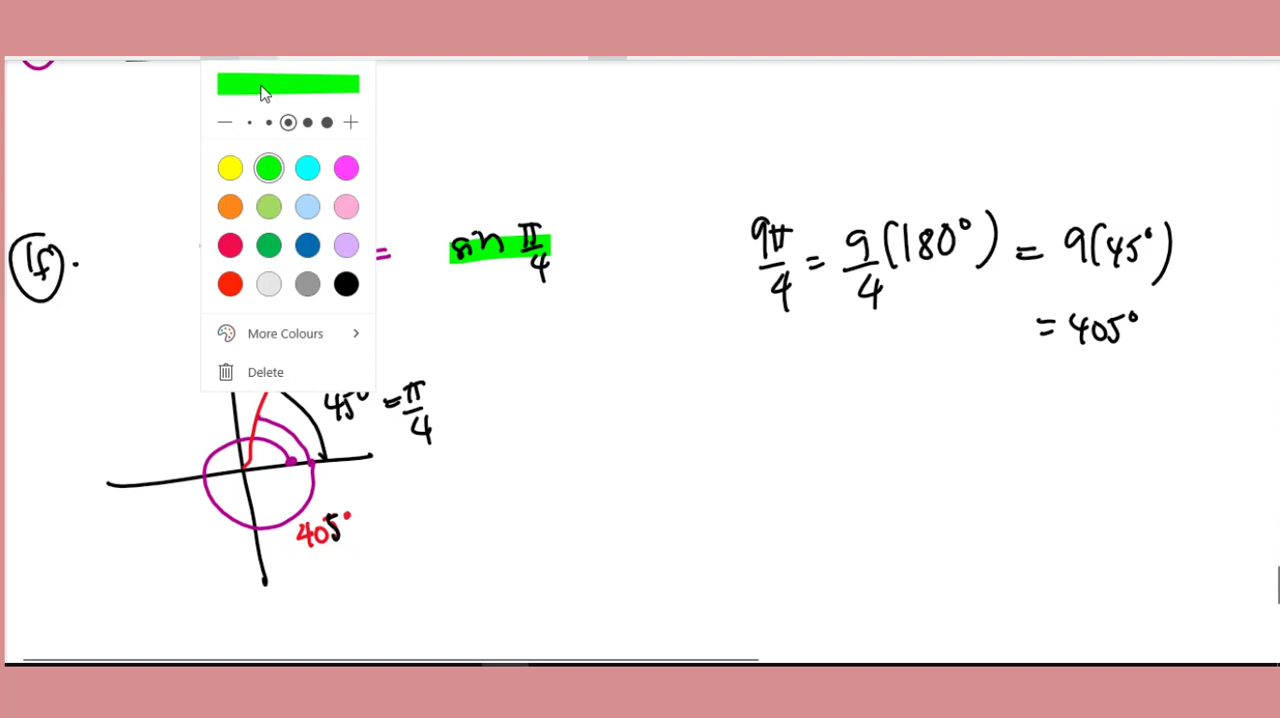 (1f). = sin π/4
9π/4 = 9/4 (180°) = 9(45°)
= 405°
More Colours
Delete
45° = π/4
405°